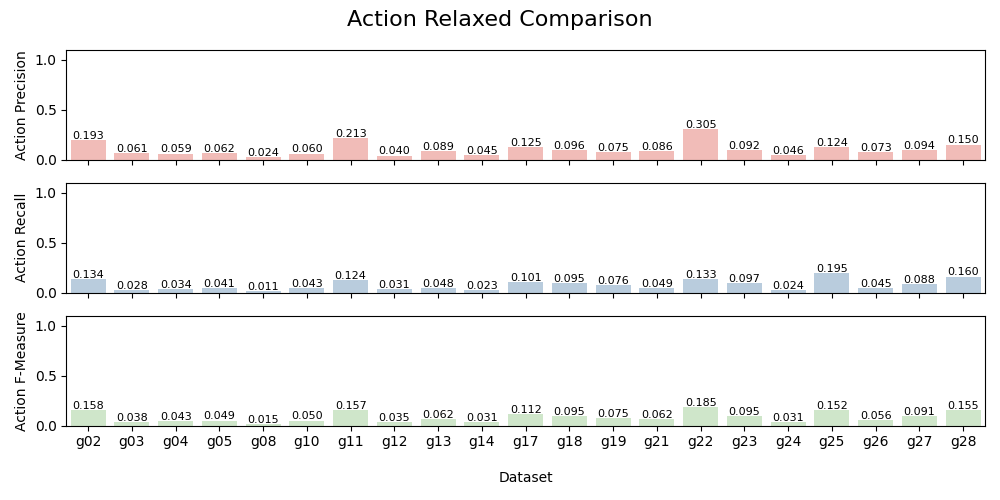 Action Relaxed Comparison
Action Precision
1.0
0.5
0.0
0.193 0.061 0.059 0.062 0.024 0.060 0.213 0.040 0.089 0.045 0.125 0.096 0.075 0.086 0.305 0.092 0.046 0.124 0.073 0.094 0.150
Action Recall
1.0
0.5
0.0
0.134 0.028 0.034 0.041 0.011 0.043 0.124 0.031 0.048 0.023 0.101 0.095 0.076 0.049 0.133 0.097 0.024 0.195 0.045 0.088 0.160
Action F-Measure
1.0
0.5
0.0
0.158 0.038 0.043 0.049 0.015 0.050 0.157 0.035 0.062 0.031 0.112 0.095 0.075 0.062 0.185 0.095 0.031 0.152 0.056 0.091 0.155
g02 g03 g04 g05 g08 g10 g11 g12 g13 g14 g17 g18 g19 g21 g22 g23 g24 g25 g26 g27 g28
Dataset